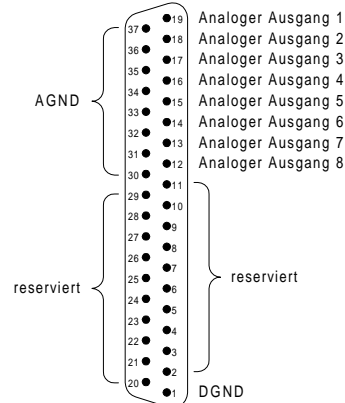 19 Analoger Ausgang 1
37
18 Analoger Ausgang 2
36
17 Analoger Ausgang 3
35
16 Analoger Ausgang 4
34
AGND
15 Analoger Ausgang 5
33
14 Analoger Ausgang 6
32
13 Analoger Ausgang 7
31
12 Analoger Ausgang 8
30
11
29
10
28
9
27
8
26
7
reserviert
25
6
reserviert
24
5
23
4
22
3
21
2
20
1 DGND